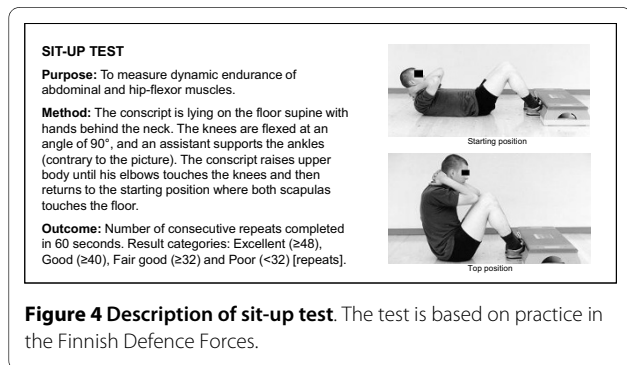 SIT-UP TEST
Purpose: To measure dynamic endurance of
abdominal and hip-flexor muscles.
Method: The conscript is lying on the floor supine with
hands behind the neck. The knees are flexed at an
angle of 90°, and an assistant supports the ankles
(contrary to the picture). The conscript raises upper
body until his elbows touches the knees and then
returns to the starting position where both scapulas
touches the floor.
Outcome: Number of consecutive repeats completed
in 60 seconds. Result categories: Excellent (≥48),
Good (≥40), Fair good (≥32) and Poor (<32) [repeats].
Starting position
Top position
Figure 4 Description of sit-up test. The test is based on practice in
the Finnish Defence Forces.